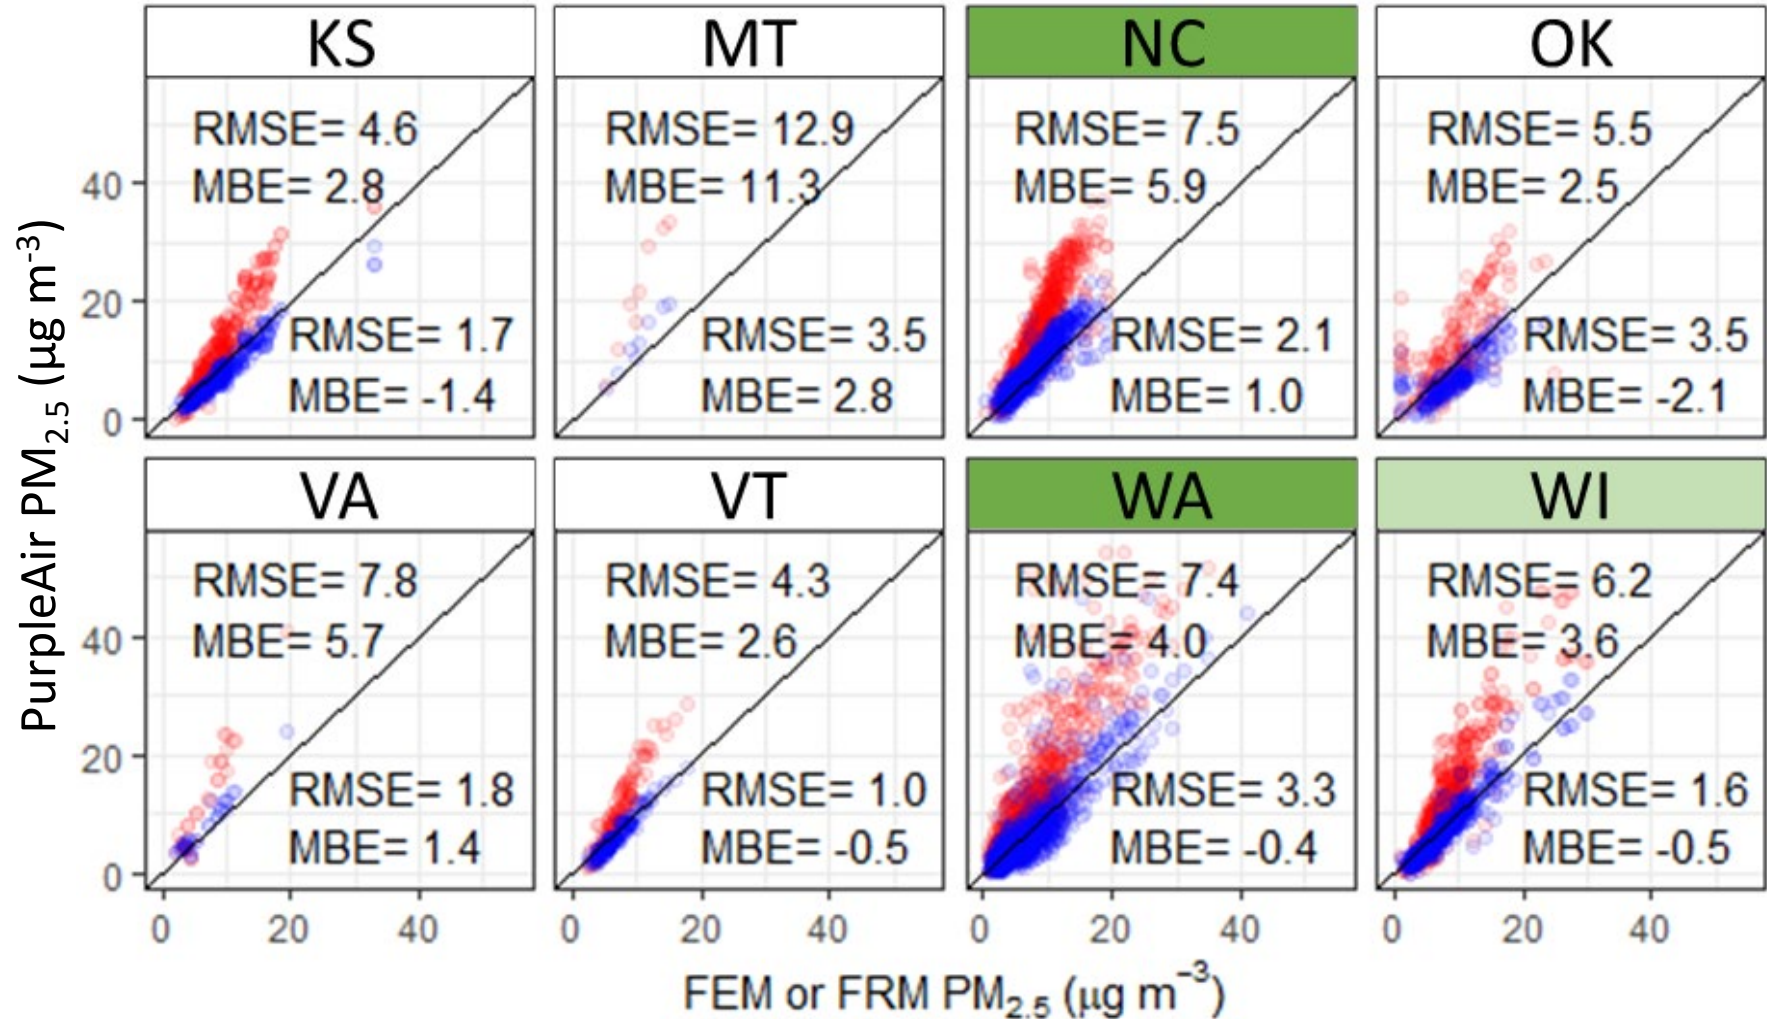 KS
MT
NC
OK
RMSE= 4.6
MBE= 2.8
RMSE= 1.7
MBE= -1.4
RMSE= 12.9
MBE= 11.3
RMSE= 3.5
MBE= 2.8
RMSE= 7.5
MBE= 5.9
RMSE= 2.1
MBE= 1.0
RMSE= 5.5
MBE= 2.5
RMSE= 3.5
MBE= -2.1
40
20
0
VA
VT
WA
WI
RMSE= 7.8
MBE= 5.7
RMSE= 1.8
MBE= 1.4
RMSE= 4.3
MBE= 2.6
RMSE= 1.0
MBE= -0.5
RMSE= 7.4
MBE= 4.0
RMSE= 3.3
MBE= -0.4
RMSE= 6.2
MBE= 3.6
RMSE= 1.6
MBE= -0.5
40
20
0
0 20 40
0 20 40
0 20 40
0 20 40
PurpleAir PM2.5 (µg m-3)
FEM or FRM PM2.5 (µg m−3)